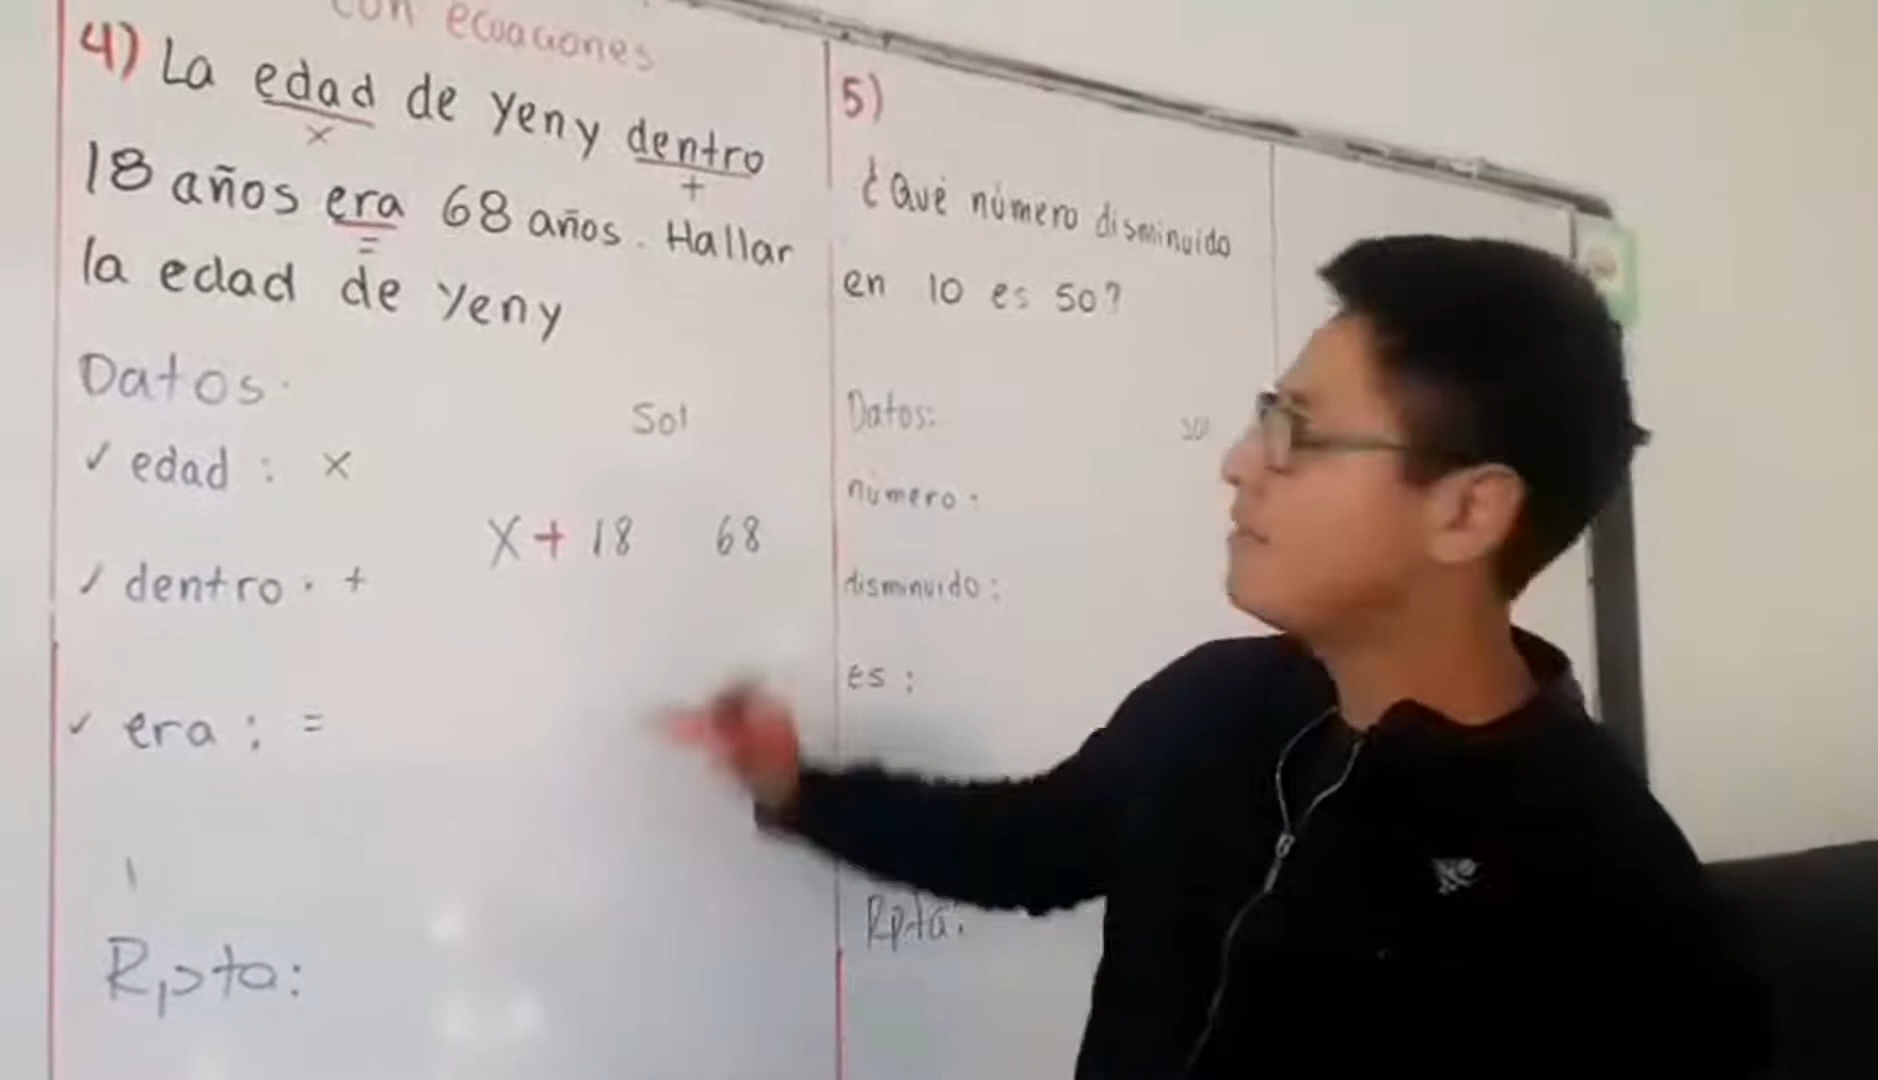 con ecuaciones
4) La edad de Yeny dentro
x
+
18 años era 68 años. Hallar
=
la edad de Yeny
Datos.
Sol
✓ edad : x
X + 18 68
✓ dentro . +
✓ era : =
Rpta:
5)
¿Qué número disminuido
en 10 es 50?
Datos:
sol
número .
disminuido :
es :
Rpta: